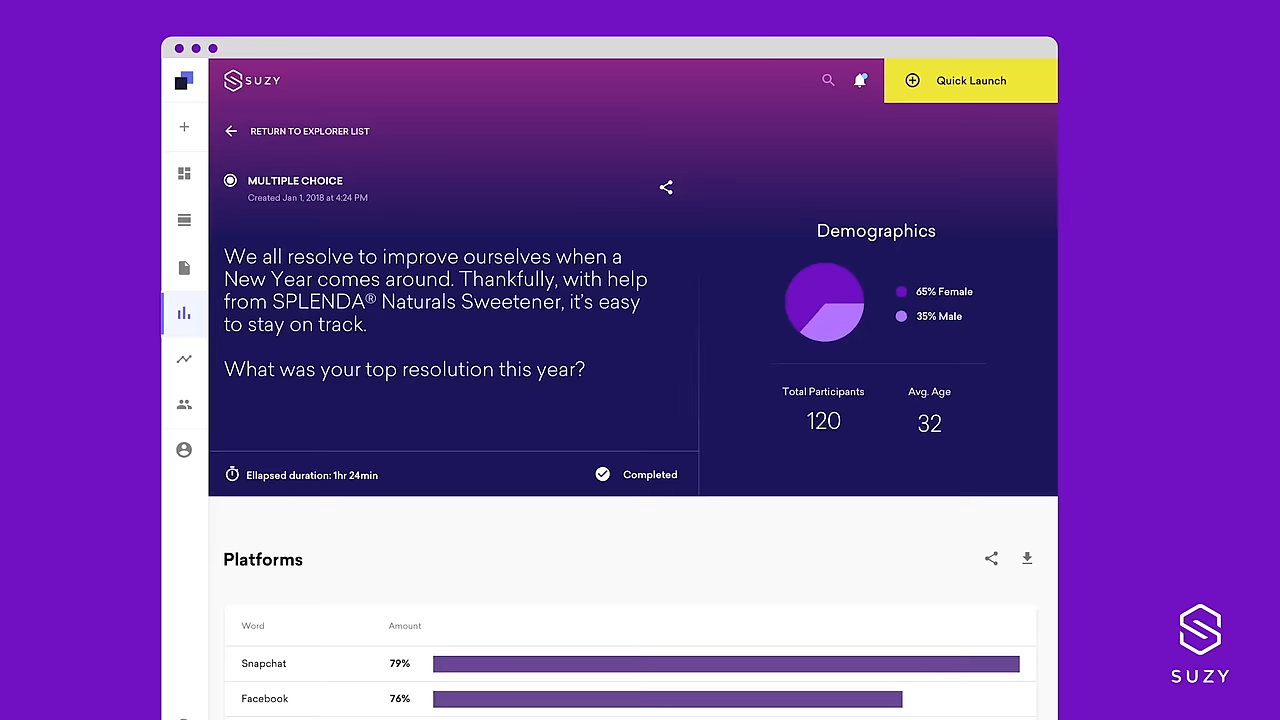 SUZY
Quick Launch
RETURN TO EXPLORER LIST
MULTIPLE CHOICE
Created Jan 1, 2018 at 4:24 PM
We all resolve to improve ourselves when a
New Year comes around. Thankfully, with help
from SPLENDA® Naturals Sweetener, it's easy
to stay on track.
What was your top resolution this year?
Ellapsed duration: 1hr 24min
Completed
Demographics
65% Female
35% Male
Total Participants
Avg. Age
120
32
Platforms
Word
Amount
Snapchat
79%
Facebook
76%
SUZY